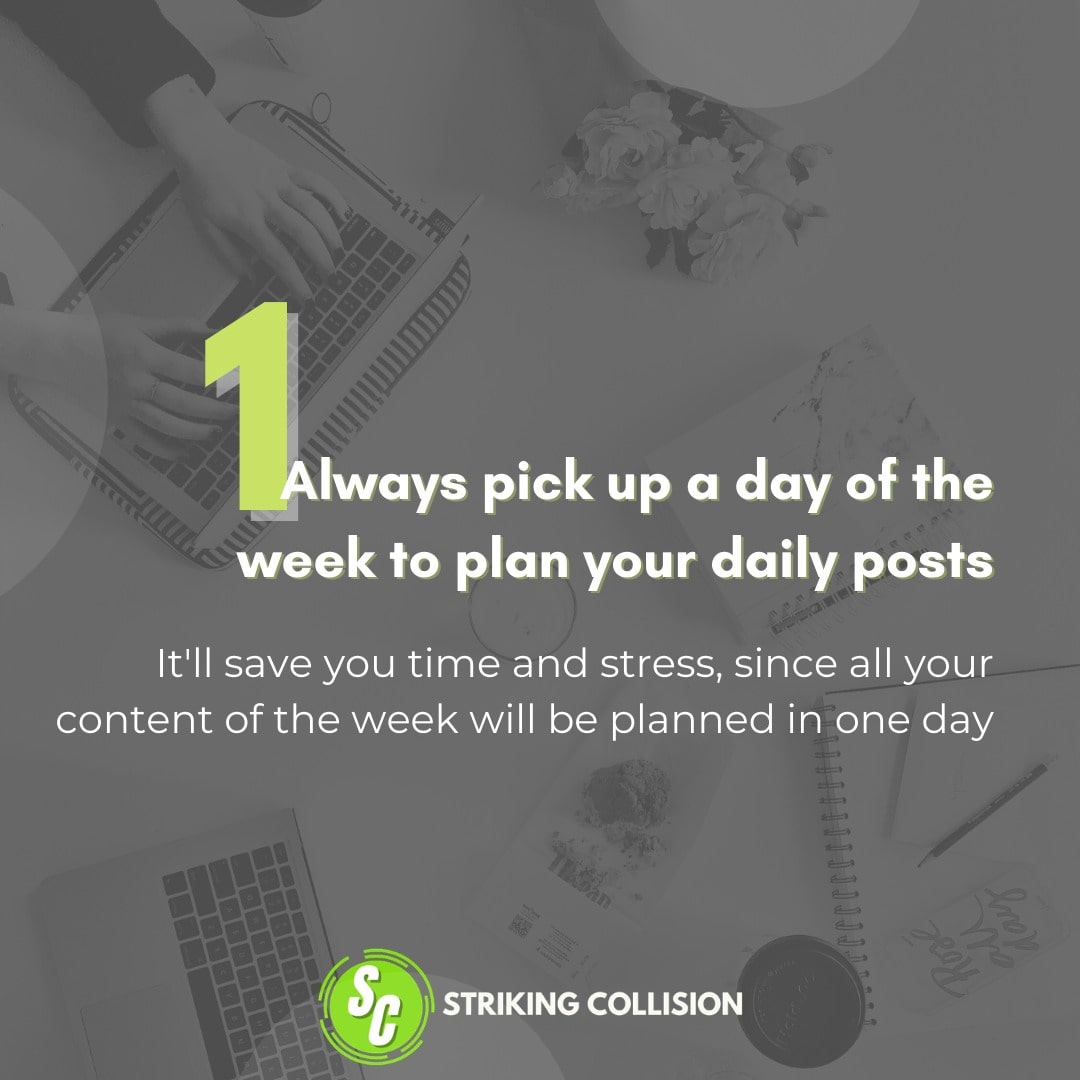 1
Always pick up a day of the
week to plan your daily posts
It'll save you time and stress, since all your
content of the week will be planned in one day
SC
STRIKING COLLISION